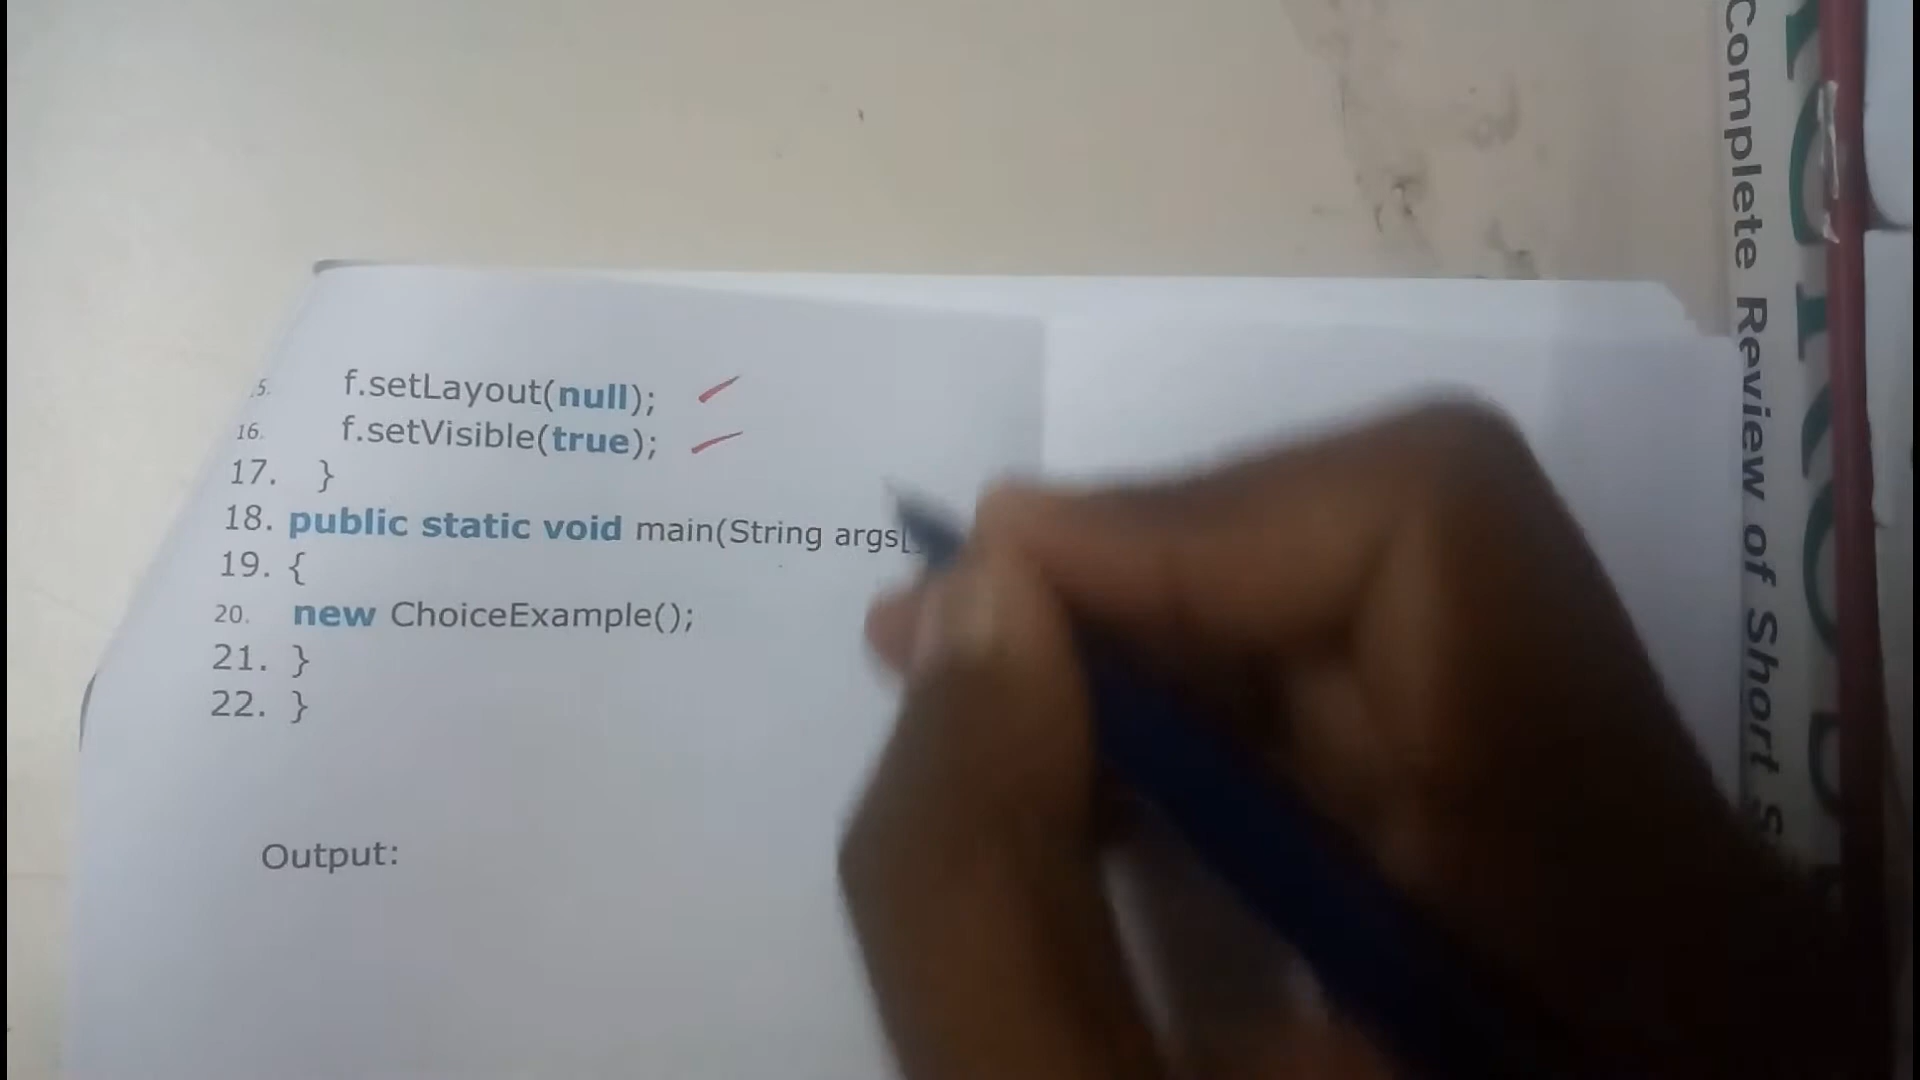 5. f.setLayout(null);
16. f.setVisible(true);
17. }
18. public static void main(String args[
19. {
20. new ChoiceExample();
21. }
22. }
Output:
Complete Review of Short S